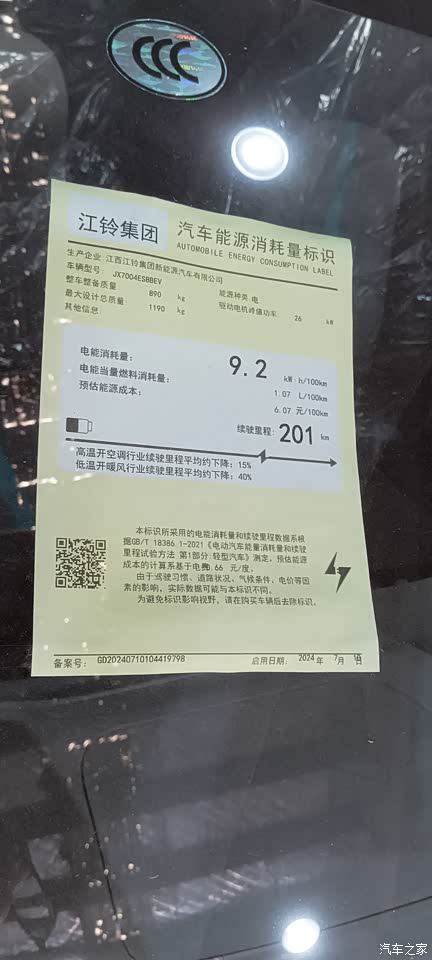 CCC
江铃集团
汽车能源消耗量标识
AUTOMOBILE ENERGY CONSUMPTION LABEL
生产企业 江西江铃集团新能源汽车有限公司
车辆型号 JX7004ESBBEV 能源种类 电
整车整备质量 890 kg 驱动电机峰值功率 26 kW
最大设计总质量 1190 kg
其他信息
电能消耗量: 9.2 kW·h/100km
电能当量燃料消耗量: 1.07 L/100km
预估能源成本: 6.07 元/100km
续驶里程: 201 km
高温开空调行业续驶里程平均约下降: 15%
低温开暖风行业续驶里程平均约下降: 40%
本标识所采用的电能消耗量和续驶里程数据系根
据GB/T 18386.1-2021《电动汽车能量消耗量和续驶
里程试验方法 第1部分:轻型汽车》测定，预估能源
成本的计算系基于电费0.66 元/度。
由于驾驶习惯、道路状况、气候条件、电价等因
素的影响，实际数据可能与本标识不同。
为避免标识影响视野，请在购买车辆后去除标识。
备案号: GD20240710104419798 启用日期: 2024 年 7月 日
汽车之家